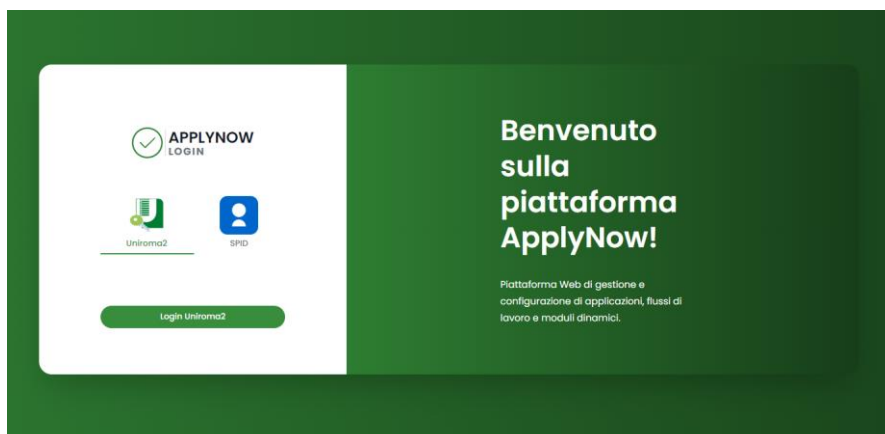 APPLYNOW
LOGIN
Uniroma2
SPID
Login Uniroma2
Benvenuto
sulla
piattaforma
ApplyNow!
Piattaforma Web di gestione e
configurazione di applicazioni, flussi di
lavoro e moduli dinamici.